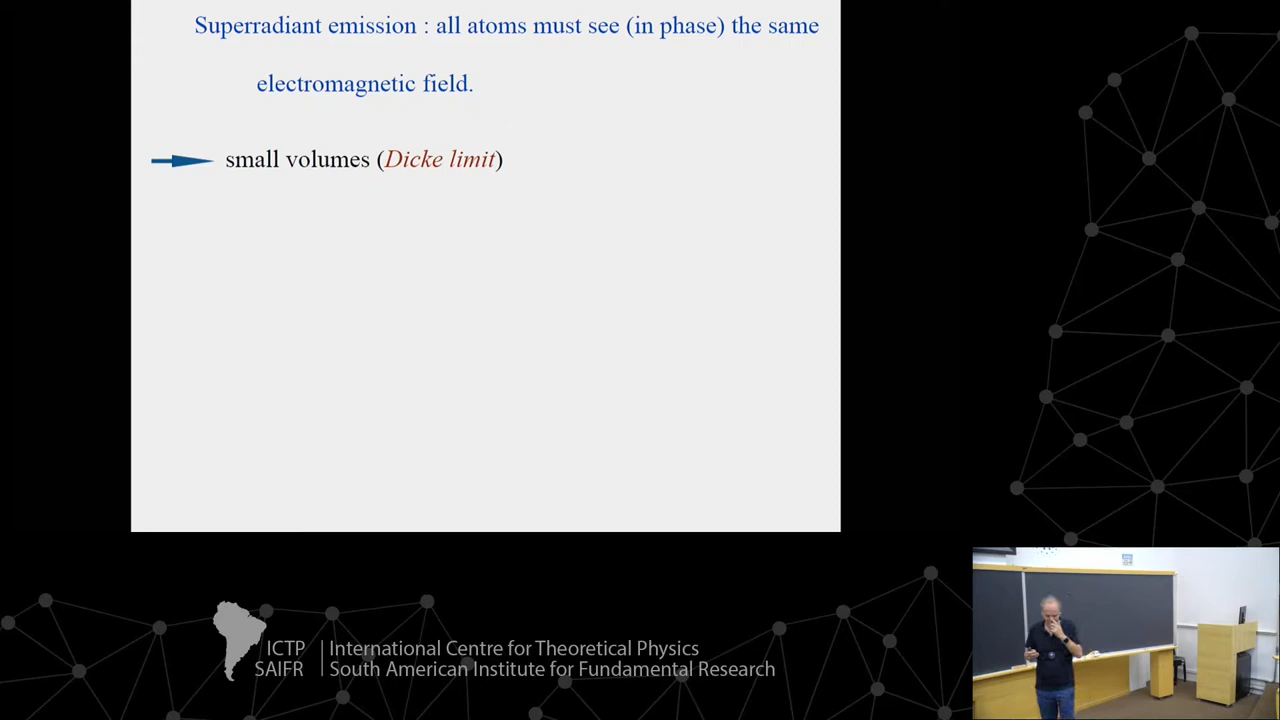 Superradiant emission : all atoms must see (in phase) the same
electromagnetic field.
small volumes (Dicke limit)
ICTP
SAIFR
International Centre for Theoretical Physics
South American Institute for Fundamental Research